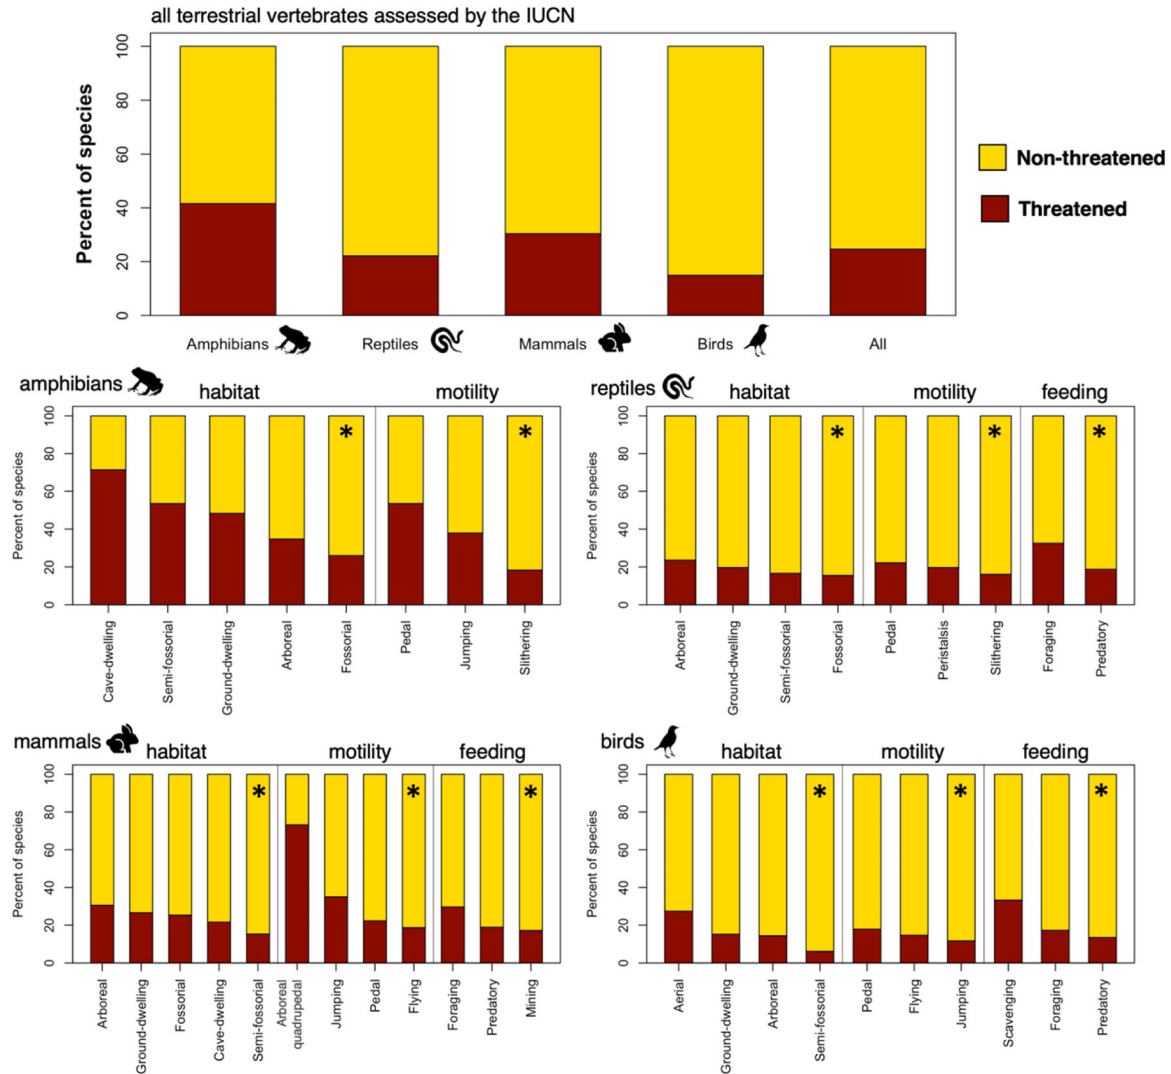 all terrestrial vertebrates assessed by the IUCN
Percent of species
0 20 40 60 80 100
Amphibians Reptiles Mammals Birds All
Non-threatened
Threatened
amphibians habitat motility
Percent of species
0 20 40 60 80 100
Cave-dwelling
Semi-fossorial
Ground-dwelling
Arboreal
Fossorial
*
Pedal
Jumping
Slithering
*
reptiles habitat motility feeding
Percent of species
0 20 40 60 80 100
Arboreal
Ground-dwelling
Semi-fossorial
Fossorial
*
Pedal
Peristalsis
Slithering
*
Foraging
Predatory
*
mammals habitat motility feeding
Percent of species
0 20 40 60 80 100
Arboreal
Ground-dwelling
Fossorial
Cave-dwelling
Semi-fossorial
*
Arboreal
quadrupedal
Jumping
Pedal
Flying
*
Foraging
Predatory
Mining
*
birds habitat motility feeding
Percent of species
0 20 40 60 80 100
Aerial
Ground-dwelling
Arboreal
Semi-fossorial
*
Pedal
Flying
Jumping
*
Scavenging
Foraging
Predatory
*